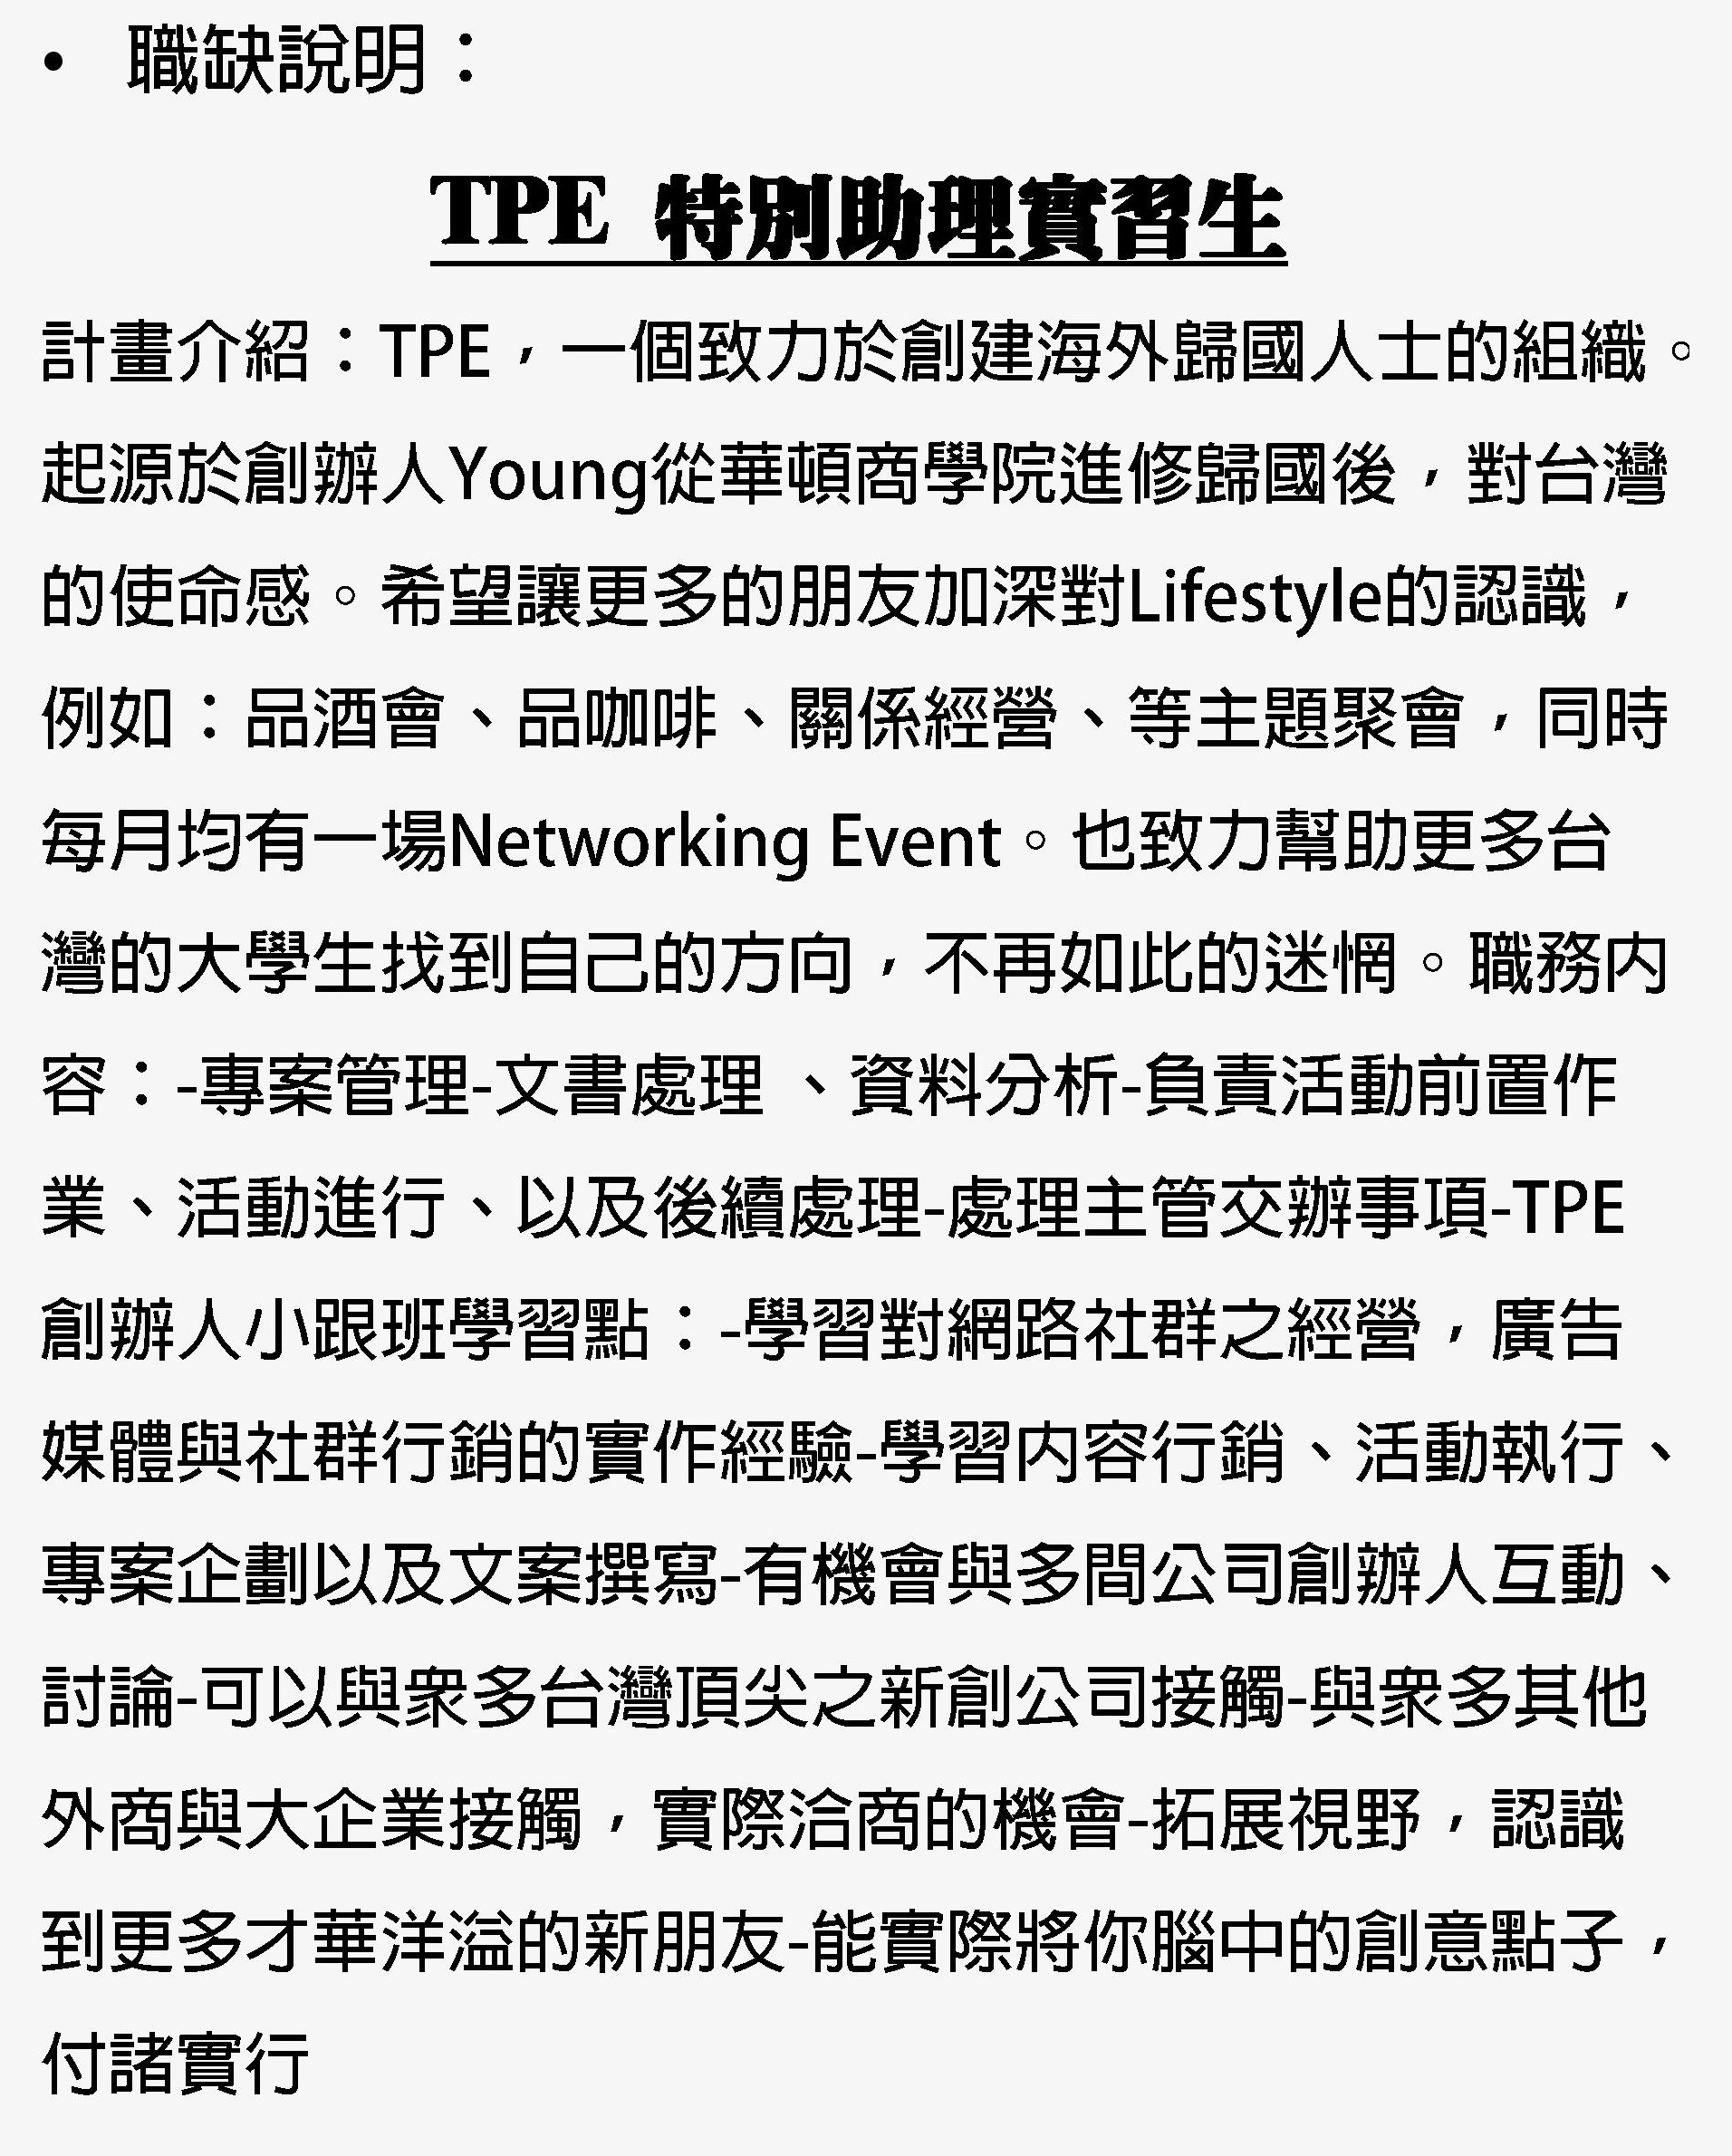 • 職缺說明：
TPE 特別助理實習生
計畫介紹：TPE，一個致力於創建海外歸國人士的組織。
起源於創辦人Young從華頓商學院進修歸國後，對台灣
的使命感。希望讓更多的朋友加深對Lifestyle的認識，
例如：品酒會、品咖啡、關係經營、等主題聚會，同時
每月均有一場Networking Event。也致力幫助更多台
灣的大學生找到自己的方向，不再如此的迷惘。職務內
容：-專案管理-文書處理 、資料分析-負責活動前置作
業、活動進行、以及後續處理-處理主管交辦事項-TPE
創辦人小跟班學習點：-學習對網路社群之經營，廣告
媒體與社群行銷的實作經驗-學習內容行銷、活動執行、
專案企劃以及文案撰寫-有機會與多間公司創辦人互動、
討論-可以與眾多台灣頂尖之新創公司接觸-與眾多其他
外商與大企業接觸，實際洽商的機會-拓展視野，認識
到更多才華洋溢的新朋友-能實際將你腦中的創意點子，
付諸實行